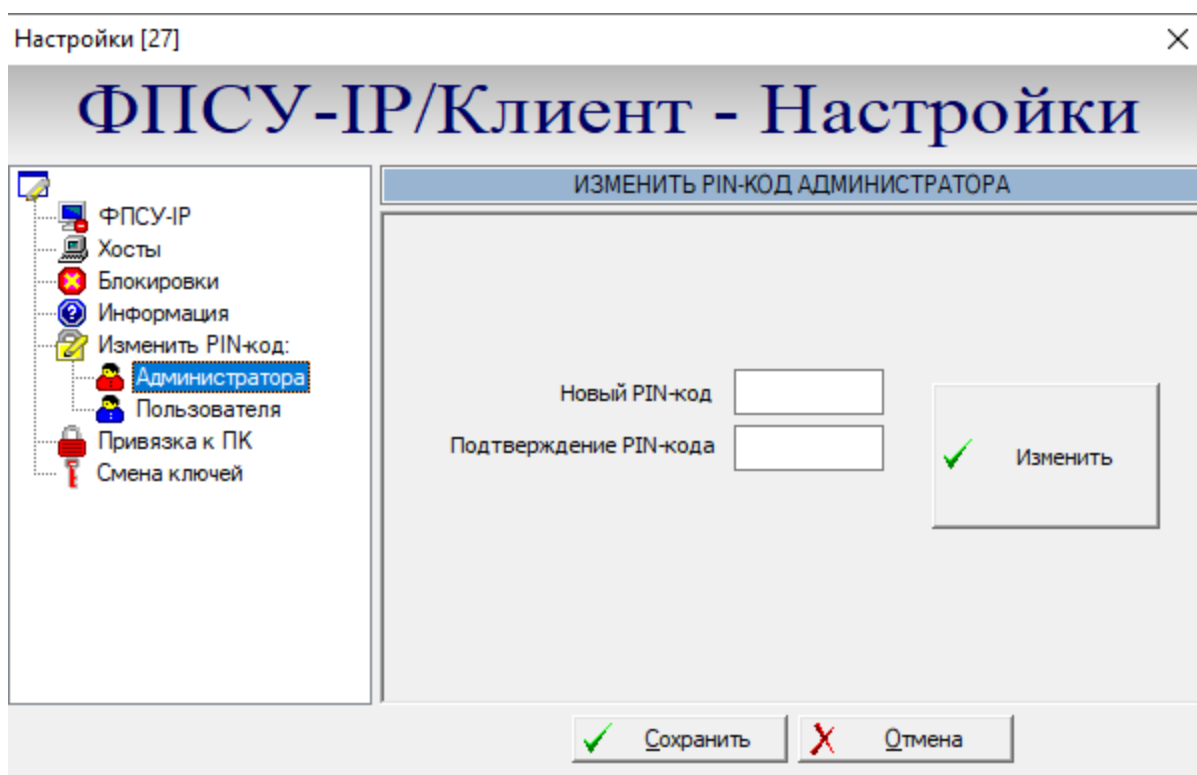 Настройки [27]
ФПСУ-IP/Клиент - Настройки
ФПСУ-IP
Хосты
Блокировки
Информация
Изменить PIN-код:
Администратора
Пользователя
Привязка к ПК
Смена ключей
ИЗМЕНИТЬ PIN-КОД АДМИНИСТРАТОРА
Новый PIN-код
Подтверждение PIN-кода
Изменить
Сохранить
Отмена